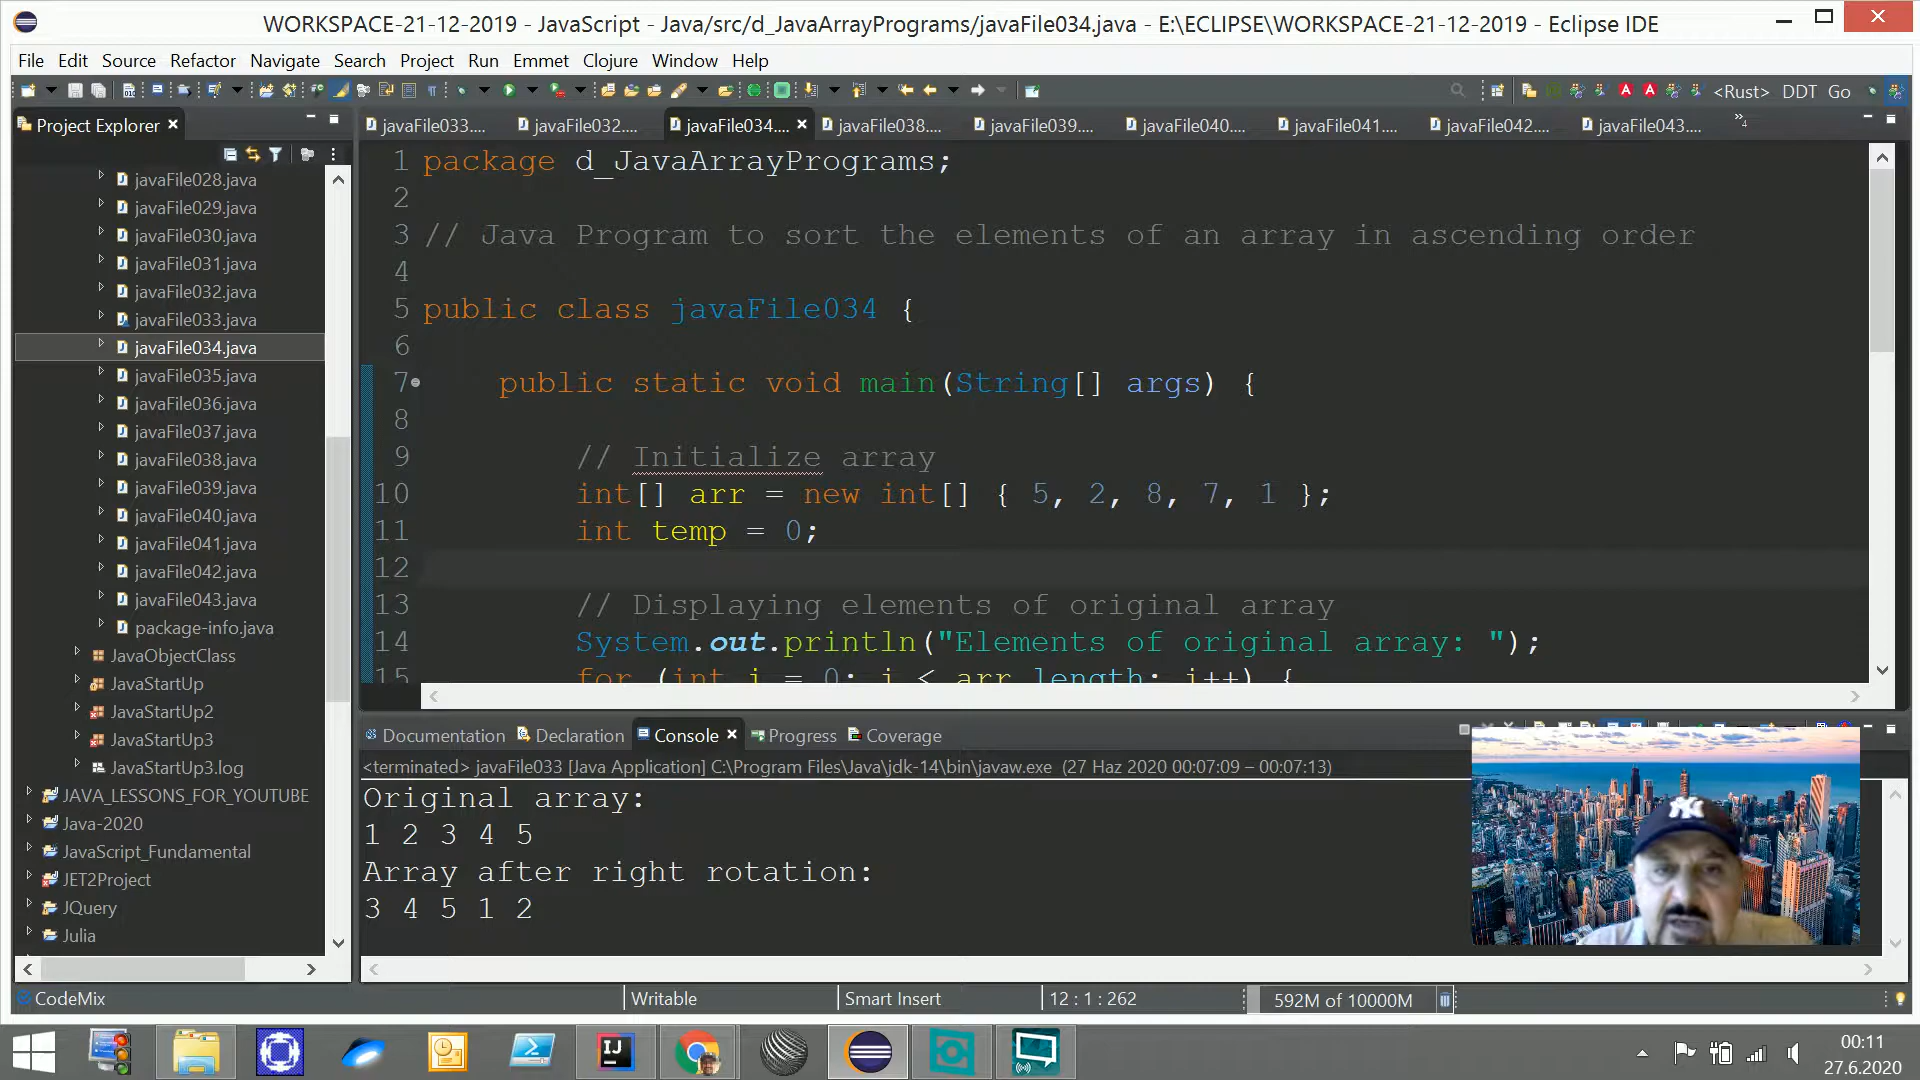 WORKSPACE-21-12-2019 - JavaScript - Java/src/d_JavaArrayPrograms/javaFile034.java - E:\ECLIPSE\WORKSPACE-21-12-2019 - Eclipse IDE
File Edit Source Refactor Navigate Search Project Run Emmet Clojure Window Help
<Rust> DDT Go
Project Explorer
javaFile033.... javaFile032.... javaFile034.... javaFile038.... javaFile039.... javaFile040.... javaFile041.... javaFile042.... javaFile043.... »4
javaFile028.java
javaFile029.java
javaFile030.java
javaFile031.java
javaFile032.java
javaFile033.java
javaFile034.java
javaFile035.java
javaFile036.java
javaFile037.java
javaFile038.java
javaFile039.java
javaFile040.java
javaFile041.java
javaFile042.java
javaFile043.java
package-info.java
JavaObjectClass
JavaStartUp
JavaStartUp2
JavaStartUp3
JavaStartUp3.log
JAVA_LESSONS_FOR_YOUTUBE
Java-2020
JavaScript_Fundamental
JET2Project
JQuery
Julia
1 package d_JavaArrayPrograms;
2
3 // Java Program to sort the elements of an array in ascending order
4
5 public class javaFile034 {
6
7 public static void main(String[] args) {
8
9 // Initialize array
10 int[] arr = new int[] { 5, 2, 8, 7, 1 };
11 int temp = 0;
12
13 // Displaying elements of original array
14 System.out.println("Elements of original array: ");
15 for (int i = 0; i < arr.length; i++) {
Documentation Declaration Console Progress Coverage
<terminated> javaFile033 [Java Application] C:\Program Files\Java\jdk-14\bin\javaw.exe (27 Haz 2020 00:07:09 – 00:07:13)
Original array:
1 2 3 4 5
Array after right rotation:
3 4 5 1 2
CodeMix
Writable
Smart Insert
12 : 1 : 262
592M of 10000M
00:11
27.6.2020